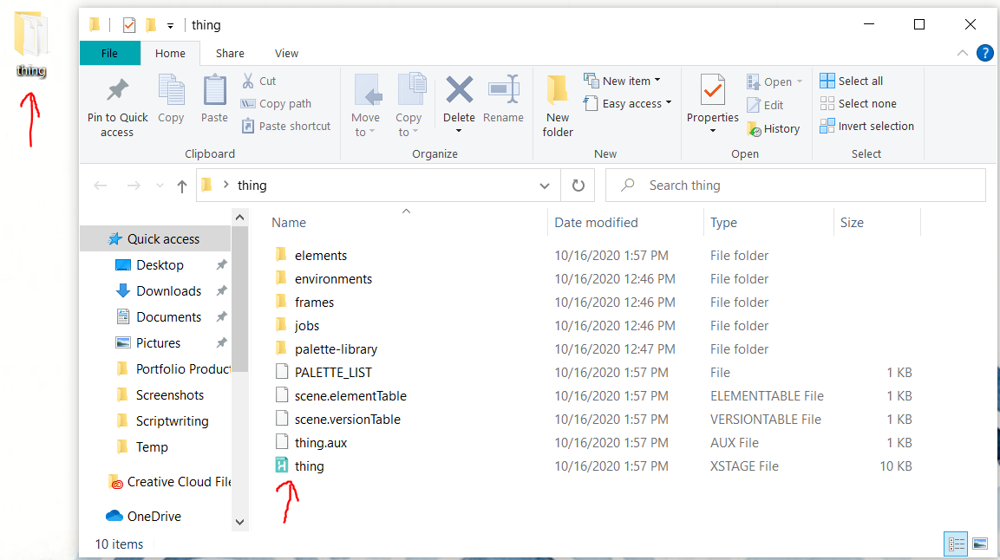 thing
thing
File Home Share View
Pin to Quick access
Copy
Paste
Cut
Copy path
Paste shortcut
Clipboard
Move to
Copy to
Delete
Rename
Organize
New folder
New item
Easy access
New
Properties
Open
Edit
History
Open
Select all
Select none
Invert selection
Select
thing
Search thing
Quick access
Desktop
Downloads
Documents
Pictures
Portfolio Product
Screenshots
Scriptwriting
Temp
Creative Cloud File
OneDrive
Name Date modified Type Size
elements 10/16/2020 1:57 PM File folder
environments 10/16/2020 12:46 PM File folder
frames 10/16/2020 12:46 PM File folder
jobs 10/16/2020 12:46 PM File folder
palette-library 10/16/2020 12:47 PM File folder
PALETTE_LIST 10/16/2020 1:57 PM File 1 KB
scene.elementTable 10/16/2020 1:57 PM ELEMENTTABLE File 1 KB
scene.versionTable 10/16/2020 1:57 PM VERSIONTABLE File 1 KB
thing.aux 10/16/2020 1:57 PM AUX File 1 KB
thing 10/16/2020 1:57 PM XSTAGE File 10 KB
10 items